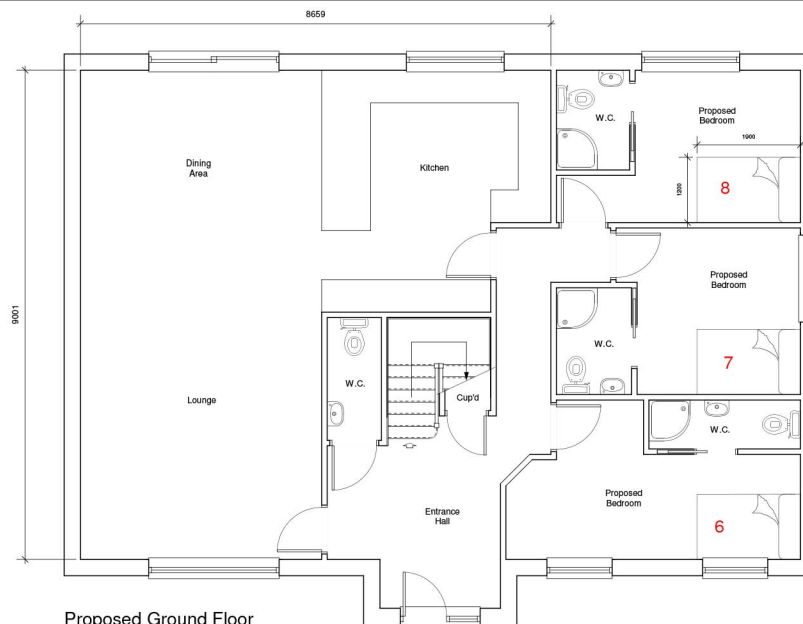 8659
Proposed
Bedroom
W.C.
1900
Dining
Area
Kitchen
1200
8
Proposed
Bedroom
9001
W.C.
7
W.C.
Cup'd
Lounge
W.C.
Proposed
Bedroom
Entrance
Hall
6
Proposed Ground Floor